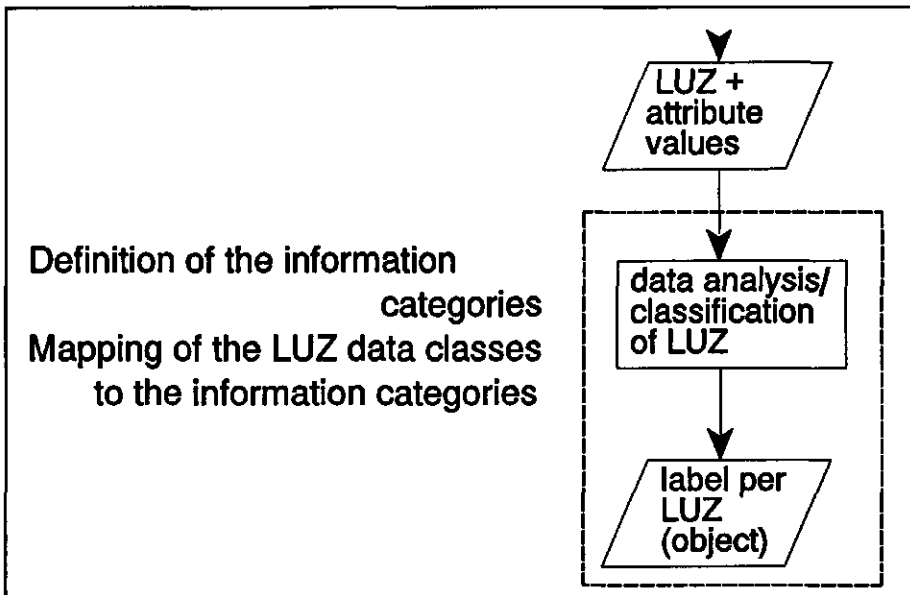 LUZ +
attribute
values
Definition of the information
categories
Mapping of the LUZ data classes
to the information categories
data analysis/
classification
of LUZ
label per
LUZ
(object)